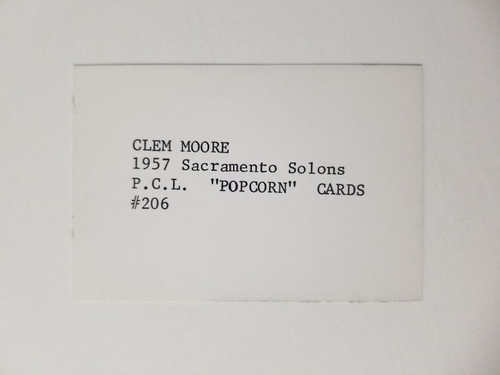 CLEM MOORE
1957 Sacramento Solons
P.C.L. "POPCORN" CARDS
#206